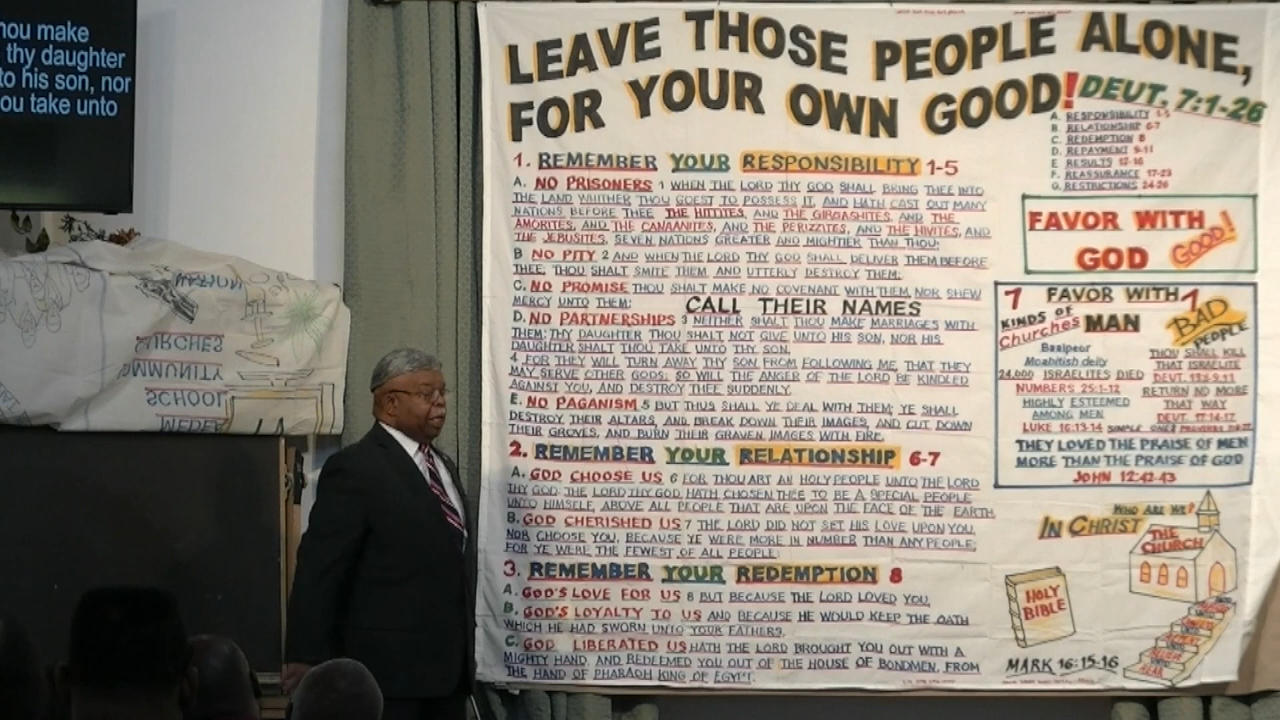 hou make
thy daughter
to his son, nor
ou take unto
NATION
CHURCHES
COMMUNITY
SCHOOL
LEAVE THOSE PEOPLE ALONE,
FOR YOUR OWN GOOD! DEUT. 7:1-26
A. RESPONSIBILITY 1-5
B. RELATIONSHIP 6-7
C. REDEMPTION 8
D. REPAYMENT 9-11
E. RESULTS 12-16
F. REASSURANCE 17-23
G. RESTRICTIONS 24-26
1. REMEMBER YOUR RESPONSIBILITY 1-5
A. NO PRISONERS 1 WHEN THE LORD THY GOD SHALL BRING THEE INTO
THE LAND WHITHER THOU GOEST TO POSSESS IT, AND HATH CAST OUT MANY
NATIONS BEFORE THEE THE HITTITES, AND THE GIRGASHITES, AND THE
AMORITES, AND THE CANAANITES, AND THE PERIZZITES, AND THE HIVITES, AND
THE JEBUSITES, SEVEN NATIONS GREATER AND MIGHTIER THAN THOU:
B NO PITY 2 AND WHEN THE LORD THY GOD SHALL DELIVER THEM BEFORE
THEE; THOU SHALT SMITE THEM AND UTTERLY DESTROY THEM;
C. NO PROMISE THOU SHALT MAKE NO COVENANT WITH THEM, NOR SHEW
MERCY UNTO THEM: CALL THEIR NAMES
D. NO PARTNERSHIPS 3 NEITHER SHALT THOU MAKE MARRIAGES WITH
THEM; THY DAUGHTER THOU SHALT NOT GIVE UNTO HIS SON, NOR HIS
DAUGHTER SHALT THOU TAKE UNTO THY SON.
4 FOR THEY WILL TURN AWAY THY SON FROM FOLLOWING ME, THAT THEY
MAY SERVE OTHER GODS: SO WILL THE ANGER OF THE LORD BE KINDLED
AGAINST YOU, AND DESTROY THEE SUDDENLY.
E. NO PAGANISM 5 BUT THUS SHALL YE DEAL WITH THEM; YE SHALL
DESTROY THEIR ALTARS, AND BREAK DOWN THEIR IMAGES, AND CUT DOWN
THEIR GROVES, AND BURN THEIR GRAVEN IMAGES WITH FIRE.
2. REMEMBER YOUR RELATIONSHIP 6-7
A. GOD CHOOSE US 6 FOR THOU ART AN HOLY PEOPLE UNTO THE LORD
THY GOD: THE LORD THY GOD HATH CHOSEN THEE TO BE A SPECIAL PEOPLE
UNTO HIMSELF, ABOVE ALL PEOPLE THAT ARE UPON THE FACE OF THE EARTH.
B. GOD CHERISHED US 7 THE LORD DID NOT SET HIS LOVE UPON YOU,
NOR CHOOSE YOU, BECAUSE YE WERE MORE IN NUMBER THAN ANY PEOPLE;
FOR YE WERE THE FEWEST OF ALL PEOPLE:
3. REMEMBER YOUR REDEMPTION 8
A. GOD'S LOVE FOR US 8 BUT BECAUSE THE LORD LOVED YOU,
B. GOD'S LOYALTY TO US AND BECAUSE HE WOULD KEEP THE OATH
WHICH HE HAD SWORN UNTO YOUR FATHERS,
C. GOD LIBERATED US HATH THE LORD BROUGHT YOU OUT WITH A
MIGHTY HAND, AND REDEEMED YOU OUT OF THE HOUSE OF BONDMEN, FROM
THE HAND OF PHARAOH KING OF EGYPT.
FAVOR WITH
GOD GOOD!
7 FAVOR WITH 1
KINDS OF
Churches MAN BAD
PEOPLE
Baalpeor
Moabitish deity
24,000 ISRAELITES DIED
NUMBERS 25:1-12
HIGHLY ESTEEMED
AMONG MEN
LUKE 16:13-14
THOU SHALL KILL
THAT ISRAELITE
DEUT. 13:6-9,11
RETURN NO MORE
THAT WAY
DEUT. 17:14-17
SIMPLE ONES PROVERBS
THEY LOVED THE PRAISE OF MEN
MORE THAN THE PRAISE OF GOD
JOHN 12:42-43
WHO ARE WE?
IN CHRIST
THE
CHURCH
HOLY
BIBLE
MARK 16:15-16
HEAR